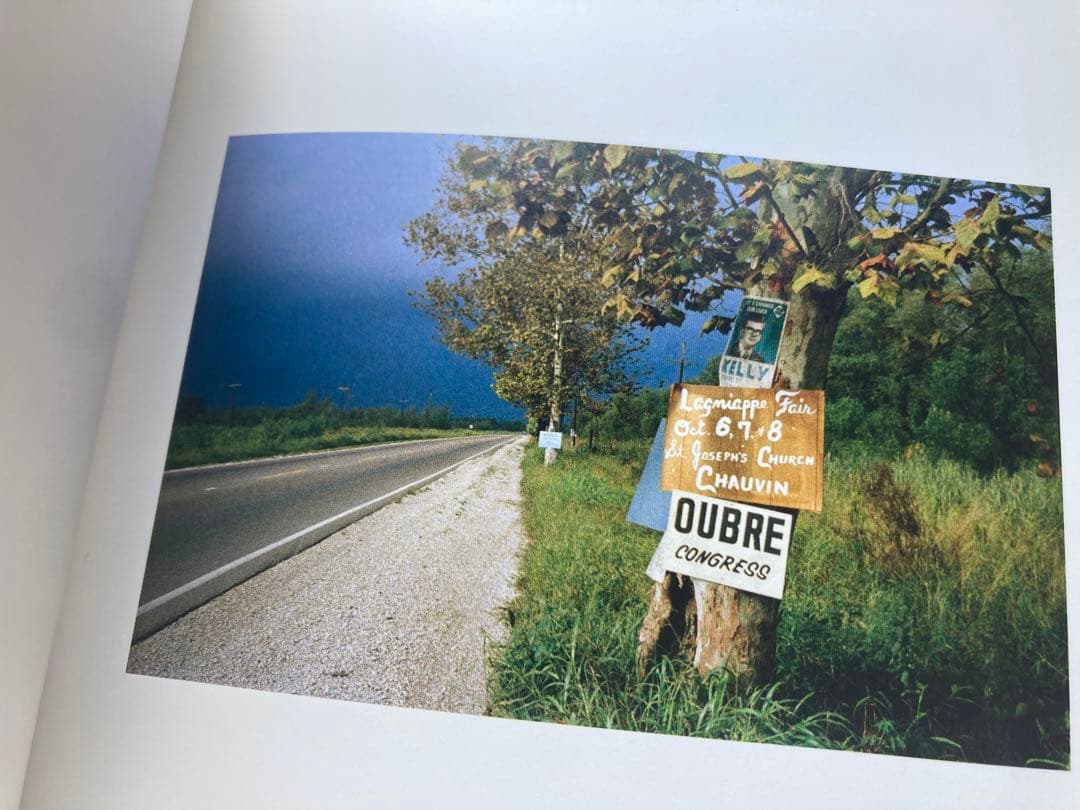 KELLY
Lagniappe Fair
Oct. 6, 7, & 8
St Joseph's Church
Chauvin
OUBRE
CONGRESS